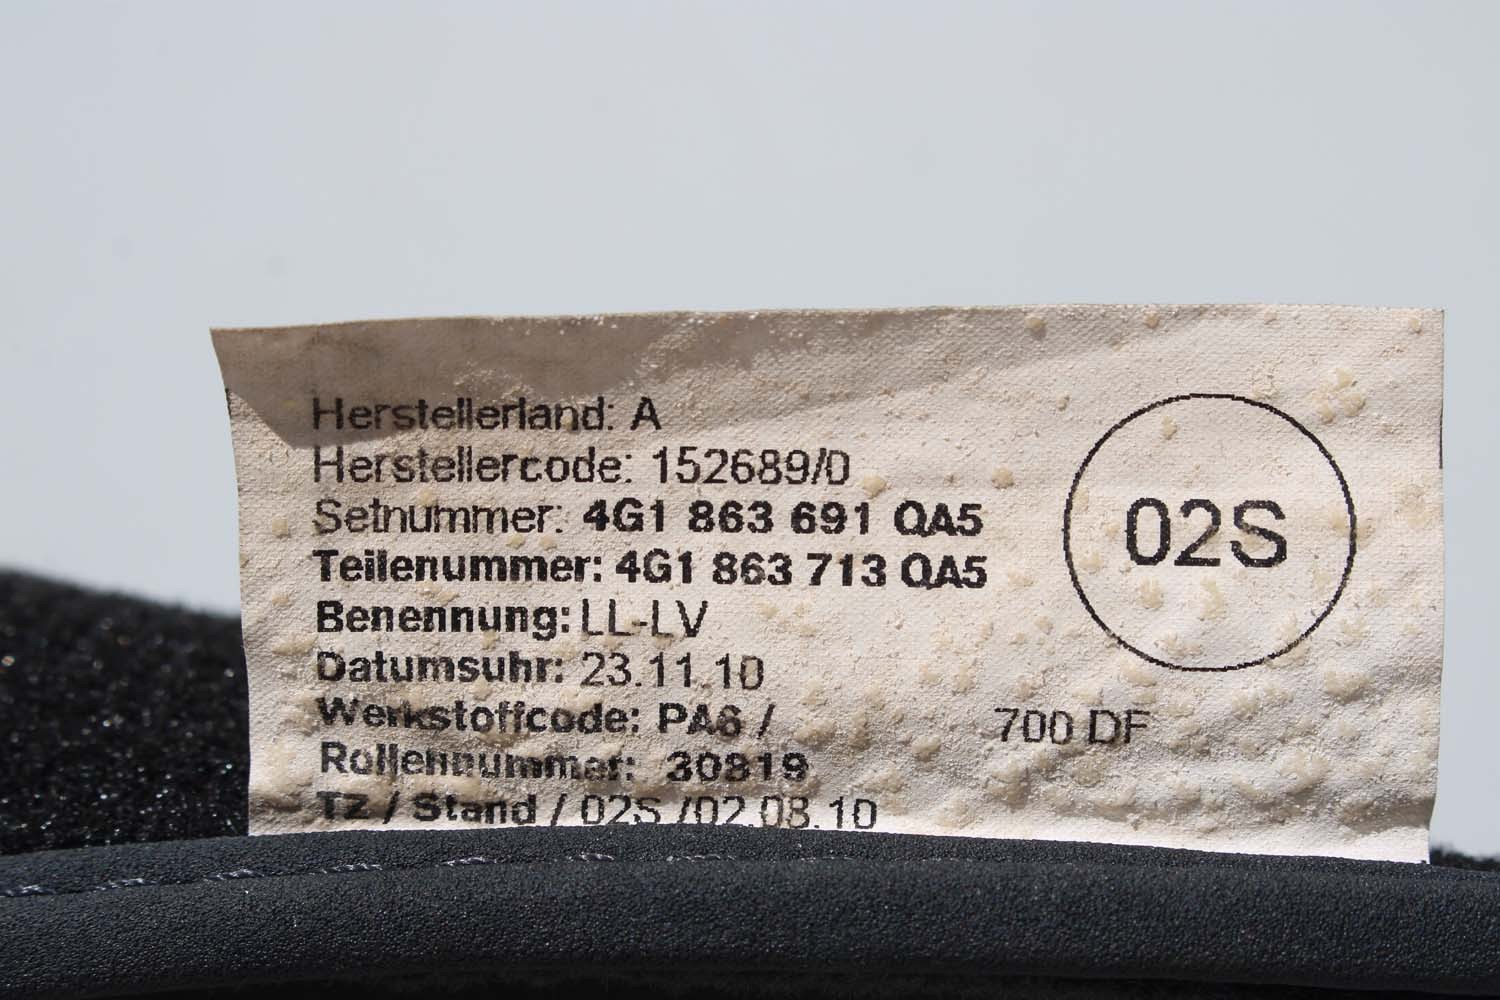 Herstellerland: A
Herstellercode: 152689/0
Setnummer: 4G1 863 691 QA5
Teilenummer: 4G1 863 713 QA5
Benennung: LL-LV
Datumsuhr: 23.11.10
Werkstoffcode: PA6 /
700 DF
Rollennummer: 30819
TZ / Stand / 02S /02.08.10
02S